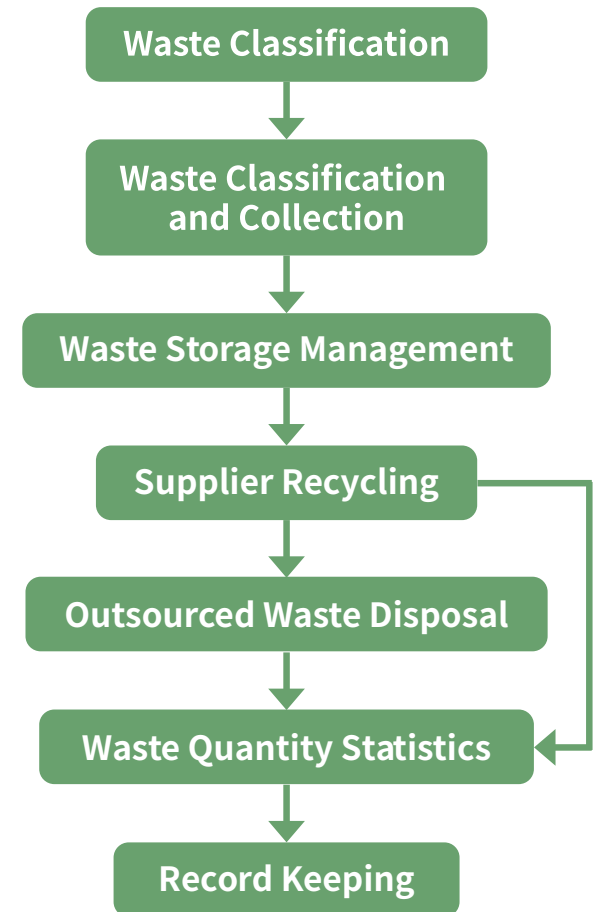 Waste Classification
Waste Classification
and Collection
Waste Storage Management
Supplier Recycling
Outsourced Waste Disposal
Waste Quantity Statistics
Record Keeping